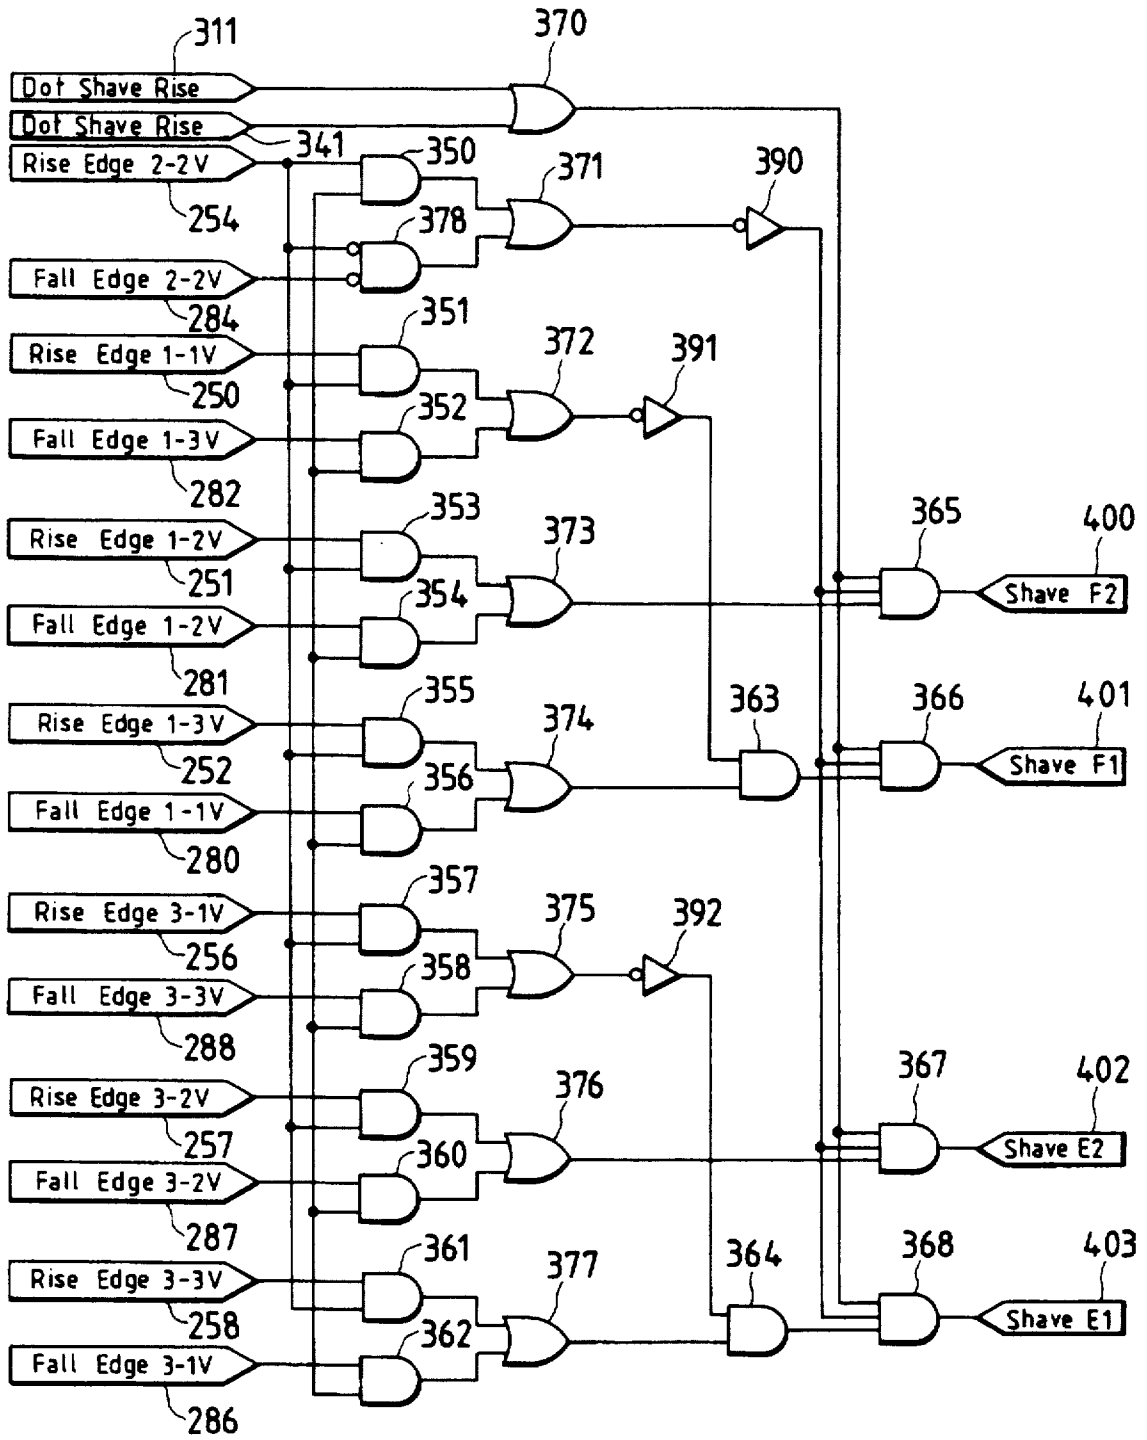 311
370
Dot Shave Rise
Dot Shave Rise
341
350
371
390
Rise Edge 2-2V
254
378
Fall Edge 2-2V
284
351
372
391
Rise Edge 1-1V
250
352
Fall Edge 1-3V
282
353
373
365
400
Rise Edge 1-2V
251
354
Shave F2
Fall Edge 1-2V
281
355
374
363
366
401
Rise Edge 1-3V
252
356
Shave F1
Fall Edge 1-1V
280
357
375
392
Rise Edge 3-1V
256
358
Fall Edge 3-3V
288
359
376
367
402
Rise Edge 3-2V
257
360
Shave E2
Fall Edge 3-2V
287
361
377
364
368
403
Rise Edge 3-3V
258
362
Shave E1
Fall Edge 3-1V
286